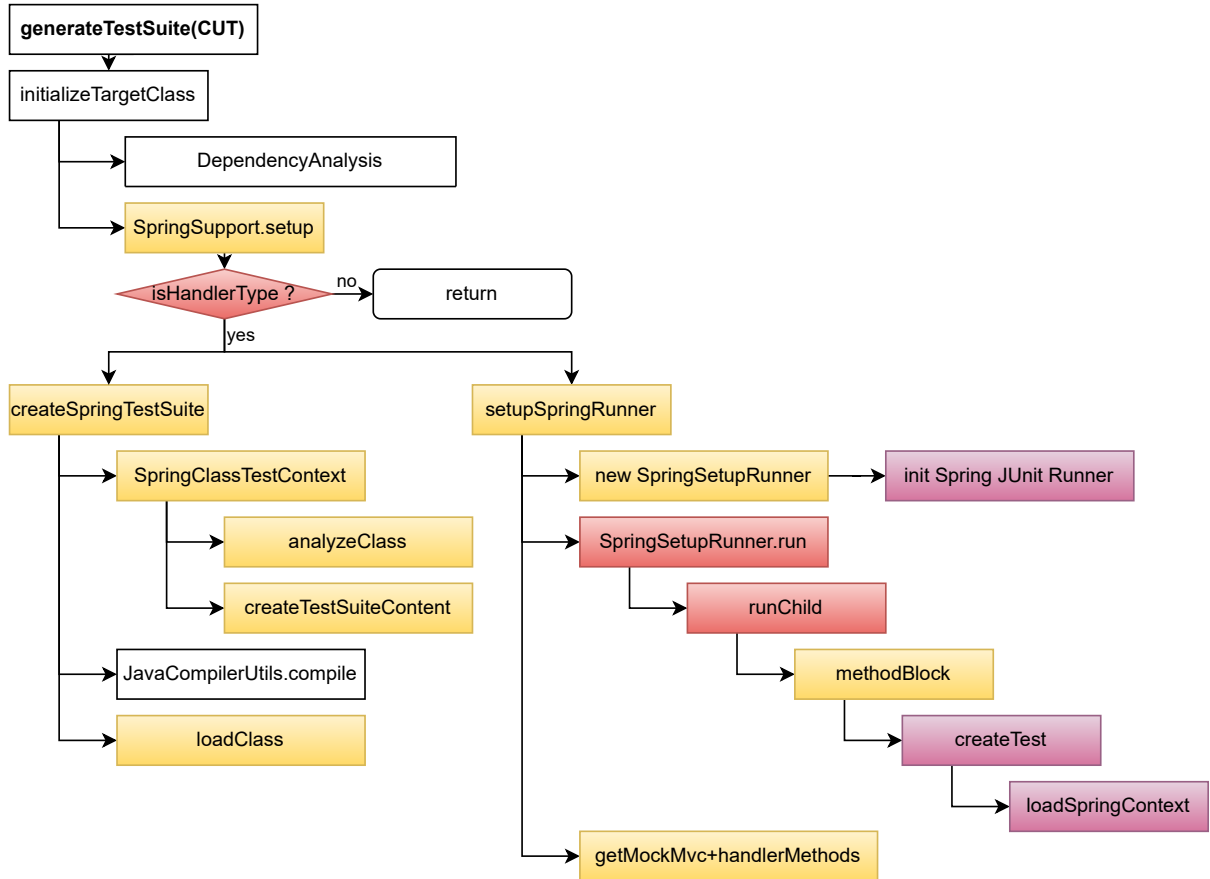 generateTestSuite(CUT)
initializeTargetClass
DependencyAnalysis
SpringSupport.setup
isHandlerType ?
no
return
yes
createSpringTestSuite
setupSpringRunner
SpringClassTestContext
new SpringSetupRunner
init Spring JUnit Runner
analyzeClass
SpringSetupRunner.run
createTestSuiteContent
runChild
JavaCompilerUtils.compile
methodBlock
loadClass
createTest
loadSpringContext
getMockMvc+handlerMethods